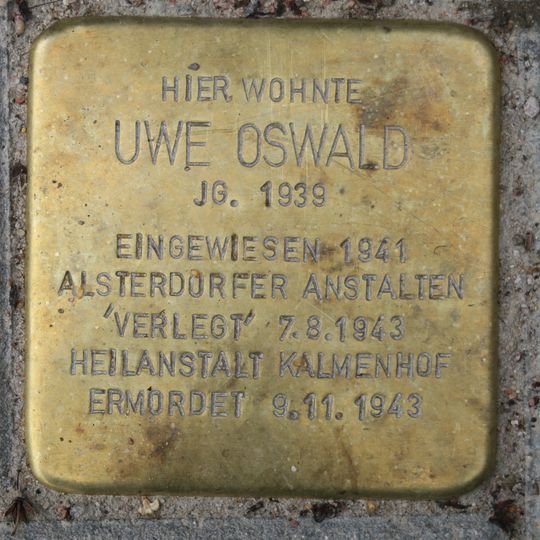 HIER WOHNTE
UWE OSWALD
JG. 1939
EINGEWIESEN 1941
ALSTERDORFER ANSTALTEN
'VERLEGT' 7.8.1943
HEILANSTALT KALMENHOF
ERMORDET 9.11.1943